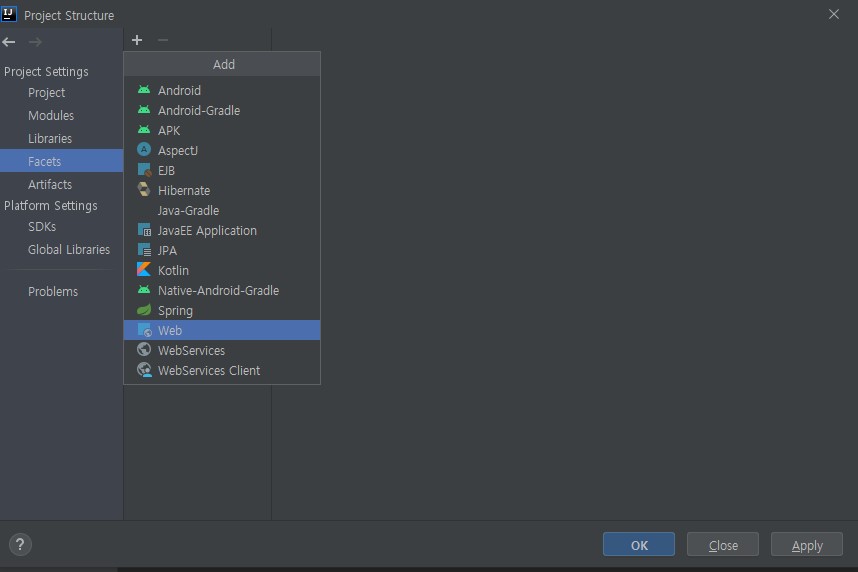 IJ
Project Structure
Project Settings
Project
Modules
Libraries
Facets
Artifacts
Platform Settings
SDKs
Global Libraries
Problems
Add
Android
Android-Gradle
APK
AspectJ
EJB
Hibernate
Java-Gradle
JavaEE Application
JPA
Kotlin
Native-Android-Gradle
Spring
Web
WebServices
WebServices Client
?
OK
Close
Apply